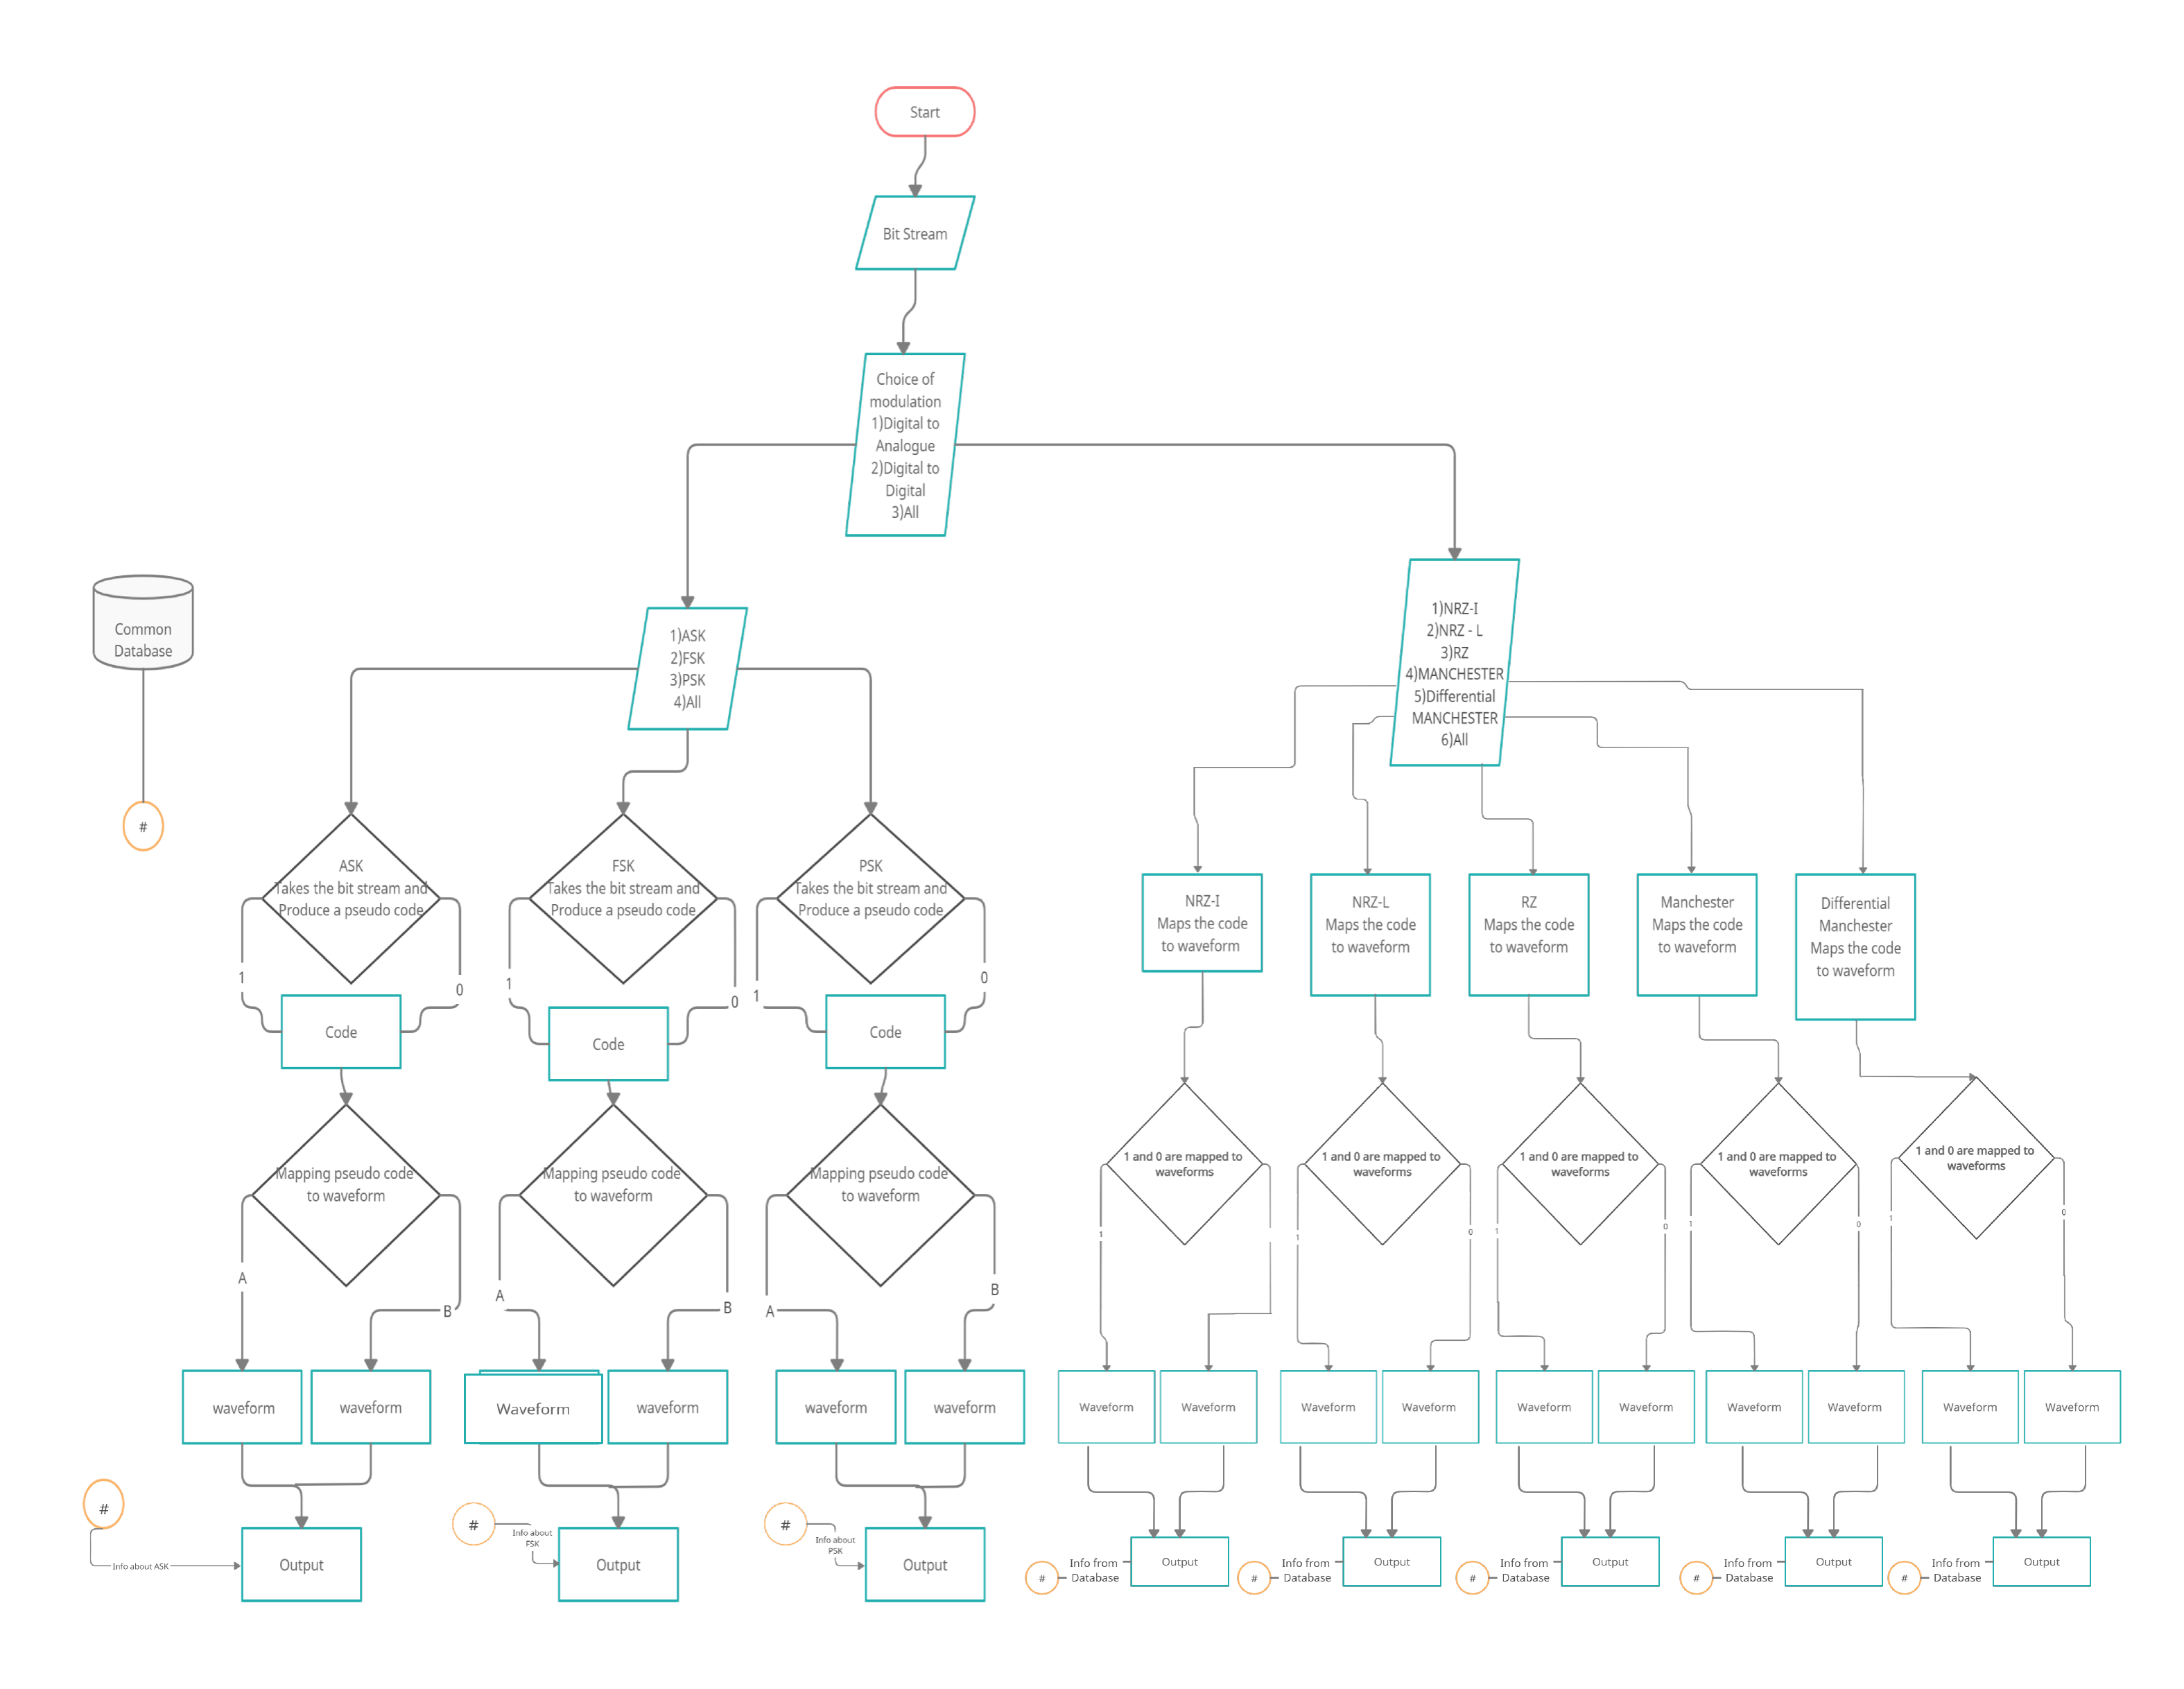 Start
Bit Stream
Choice of
modulation
1)Digital to
Analogue
2)Digital to
Digital
3)All
Common
Database
#
1)ASK
2)FSK
3)PSK
4)All
1)NRZ-I
2)NRZ - L
3)RZ
4)MANCHESTER
5)Differential
MANCHESTER
6)All
ASK
Takes the bit stream and
Produce a pseudo code
1
0
Code
FSK
Takes the bit stream and
Produce a pseudo code
1
0
Code
PSK
Takes the bit stream and
Produce a pseudo code
1
0
Code
NRZ-I
Maps the code
to waveform
NRZ-L
Maps the code
to waveform
RZ
Maps the code
to waveform
Manchester
Maps the code
to waveform
Differential
Manchester
Maps the code
to waveform
Mapping pseudo code
to waveform
A
B
Mapping pseudo code
to waveform
A
B
Mapping pseudo code
to waveform
A
B
1 and 0 are mapped to
waveforms
1
1 and 0 are mapped to
waveforms
1
0
1 and 0 are mapped to
waveforms
1
0
1 and 0 are mapped to
waveforms
1
0
1 and 0 are mapped to
waveforms
1
0
waveform
waveform
Waveform
waveform
waveform
waveform
Waveform
Waveform
Waveform
Waveform
Waveform
Waveform
Waveform
Waveform
Waveform
Waveform
#
Info about ASK
Output
#
Info about
FSK
Output
#
Info about
PSK
Output
#
Info from
Database
Output
#
Info from
Database
Output
#
Info from
Database
Output
#
Info from
Database
Output
#
Info from
Database
Output